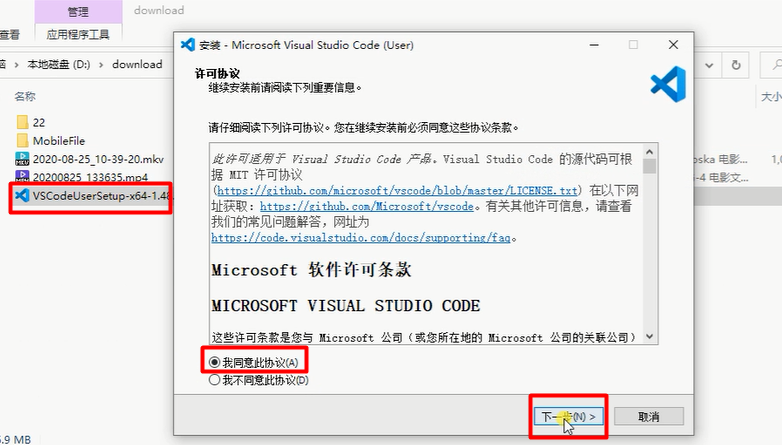 管理
download
查看
应用程序工具
本地磁盘 (D:) > download
名称
大小
22
MobileFile
2020-08-25_10-39-20.mkv
20200825_133635.mp4
VSCodeUserSetup-x64-1.48.
oska 电影...
1,0
-4 电影文...
5.9 MB
安装 - Microsoft Visual Studio Code (User)
许可协议
继续安装前请阅读下列重要信息。
请仔细阅读下列许可协议。您在继续安装前必须同意这些协议条款。
此许可适用于 Visual Studio Code 产品。Visual Studio Code 的源代码可根
据 MIT 许可协议
(https://github.com/microsoft/vscode/blob/master/LICENSE.txt) 在以下网
址获取: https://github.com/Microsoft/vscode。有关其他许可信息，请查看
我们的常见问题解答，网址为
https://code.visualstudio.com/docs/supporting/faq。
Microsoft 软件许可条款
MICROSOFT VISUAL STUDIO CODE
这些许可条款是您与 Microsoft 公司（或您所在地的 Microsoft 公司的关联公司）
我同意此协议(A)
我不同意此协议(D)
下一步(N) >
取消